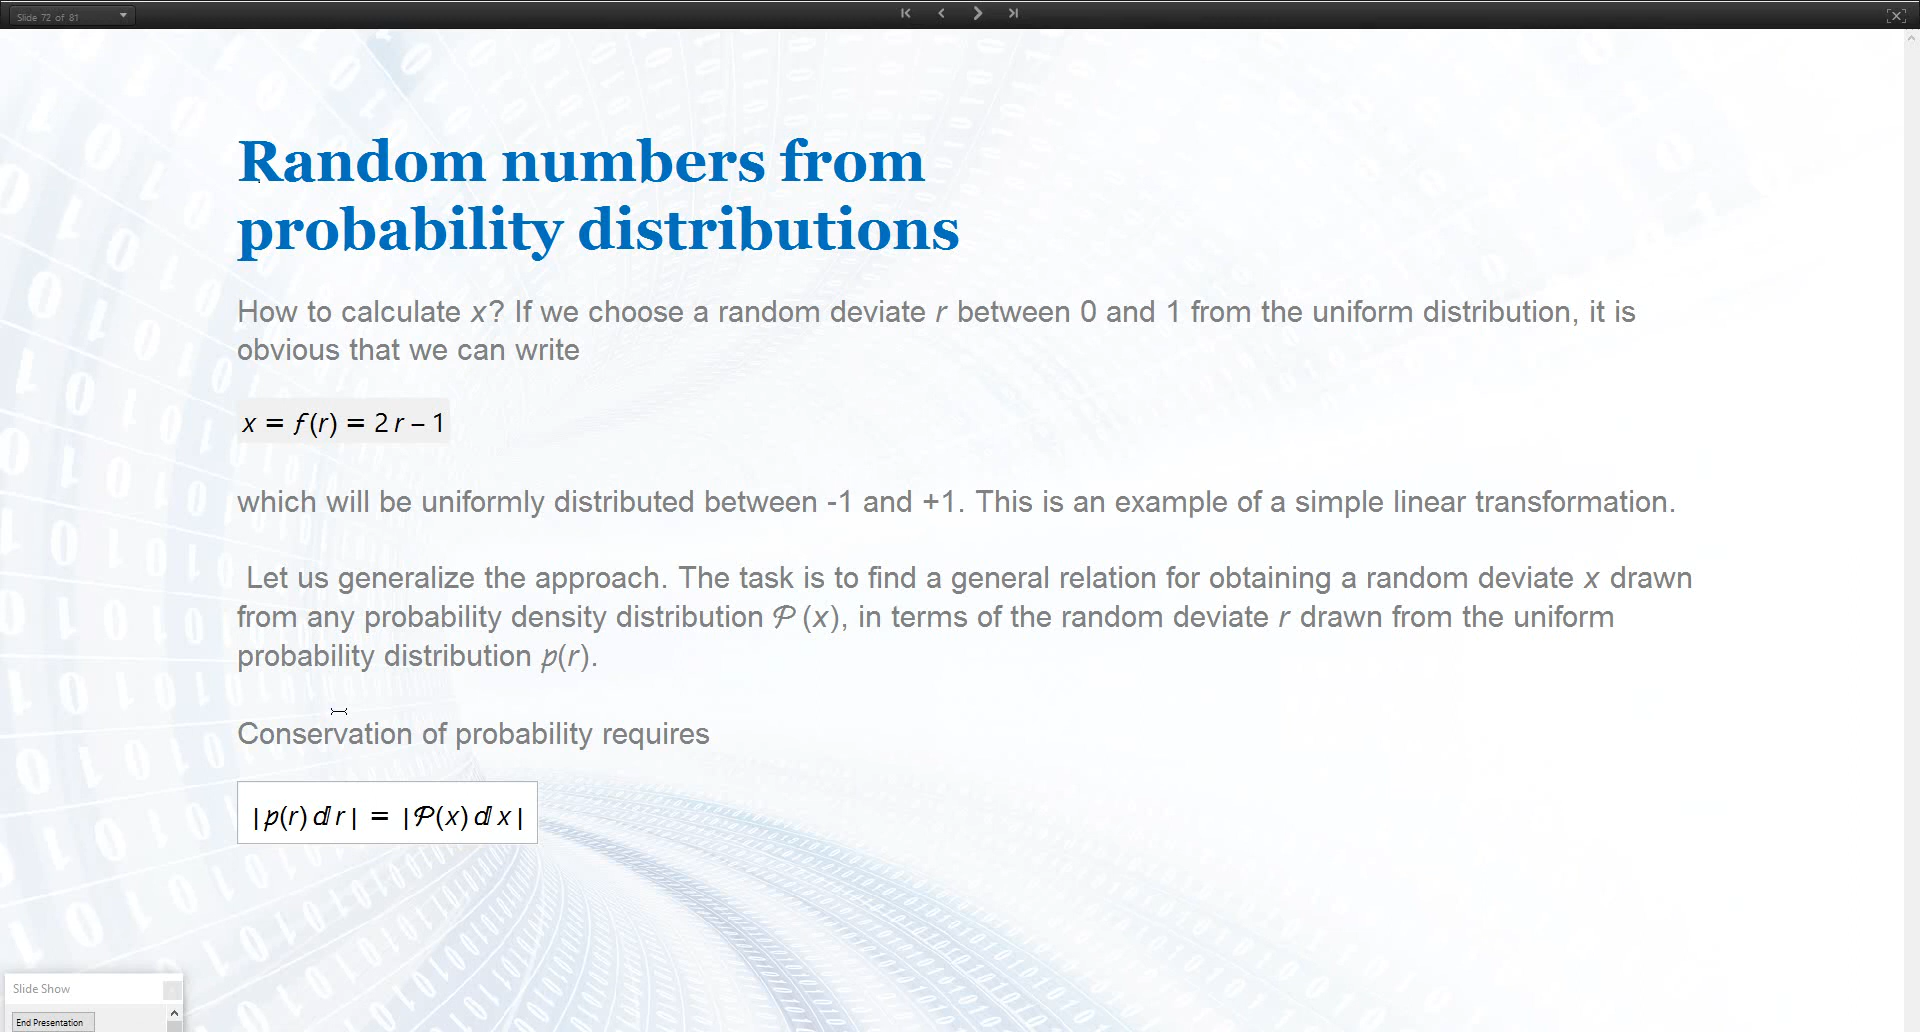 Slide 72 of 81
Random numbers from
probability distributions
How to calculate x? If we choose a random deviate r between 0 and 1 from the uniform distribution, it is
obvious that we can write
x = f(r) = 2 r – 1
which will be uniformly distributed between -1 and +1. This is an example of a simple linear transformation.
Let us generalize the approach. The task is to find a general relation for obtaining a random deviate x drawn
from any probability density distribution 𝒫 (x), in terms of the random deviate r drawn from the uniform
probability distribution p(r).
Conservation of probability requires
|p(r) ⅆ r| = |𝒫(x) ⅆ x|
Slide Show
End Presentation